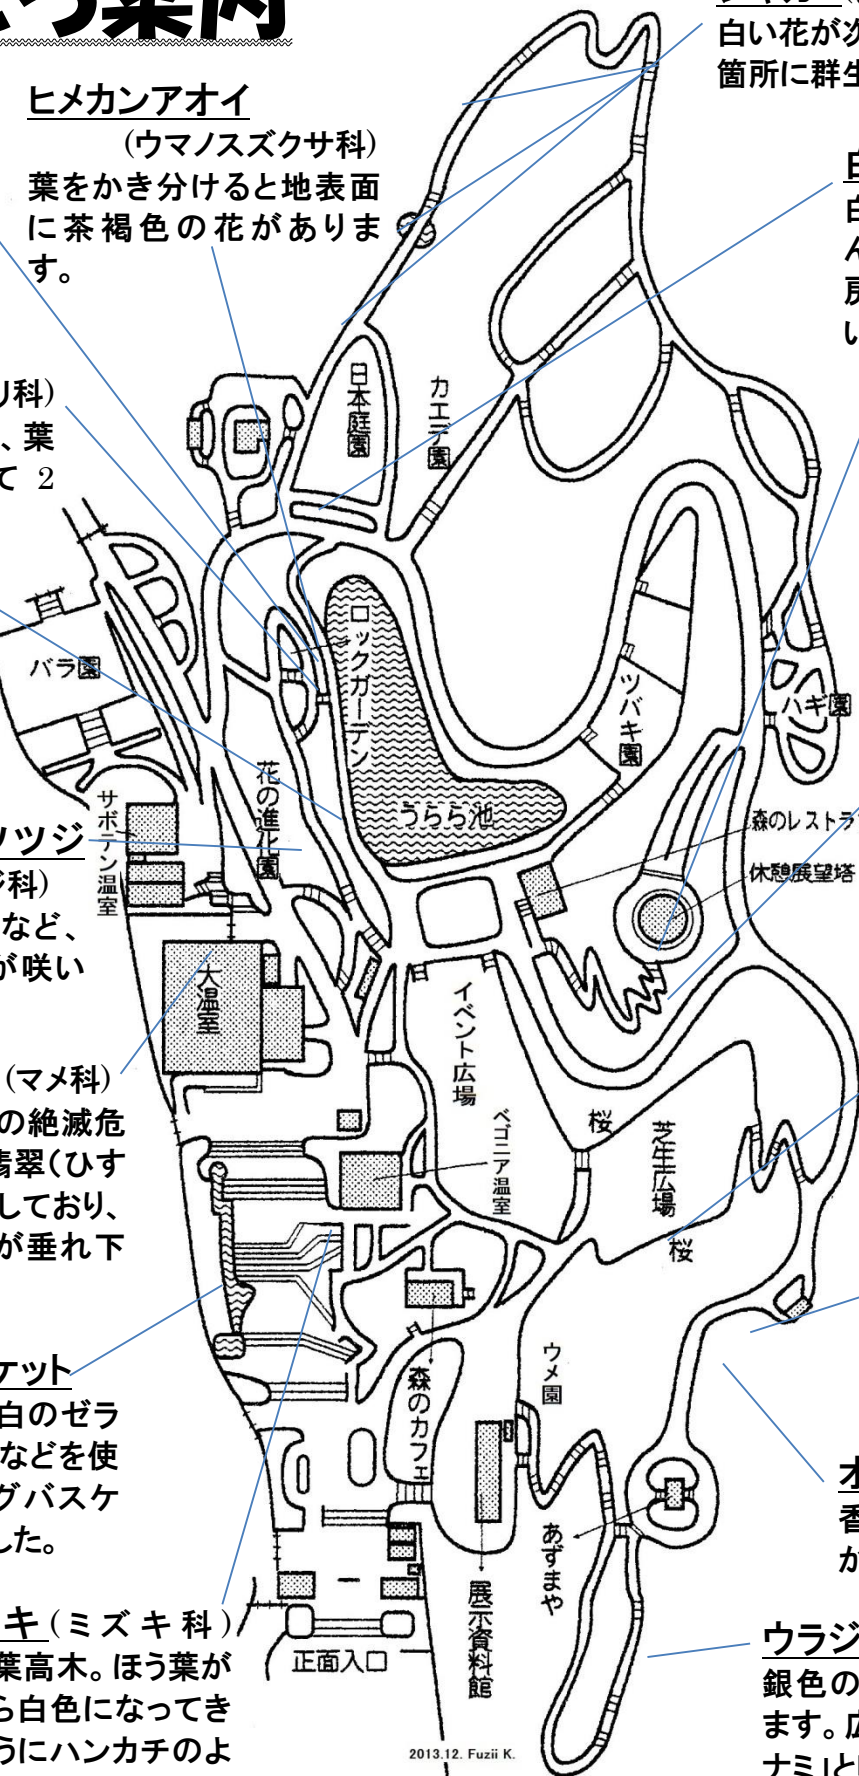 ろ案内
白い花が次
箇所に群生
ヒメカンアオイ
(ウマノスズクサ科)
葉をかき分けると地表面
に茶褐色の花がありま
す。
日本庭園
カエデ園
リ科)
、葉
て 2
ロックガーデン
バラ園
ツバキ園
ハギ園
花の進化園
うらら池
サボテン温室
森のレストラ
休憩展望塔
ツツジ
ジ科)
など、
が咲い
大温室
イベント広場
(マメ科)
の絶滅危
翡翠(ひす
しており、
が垂れ下
ベゴニア温室
桜
芝生広場
桜
ケット
白のゼラ
などを使
グバスケ
した。
ウメ園
森のカフェ
あずまや
展示資料館
キ(ミズキ科)
葉高木。ほう葉が
ら白色になってき
うにハンカチのよ
正面入口
ウラジ
銀色の
ます。広
ナミ」と
2013.12. Fuzii K.